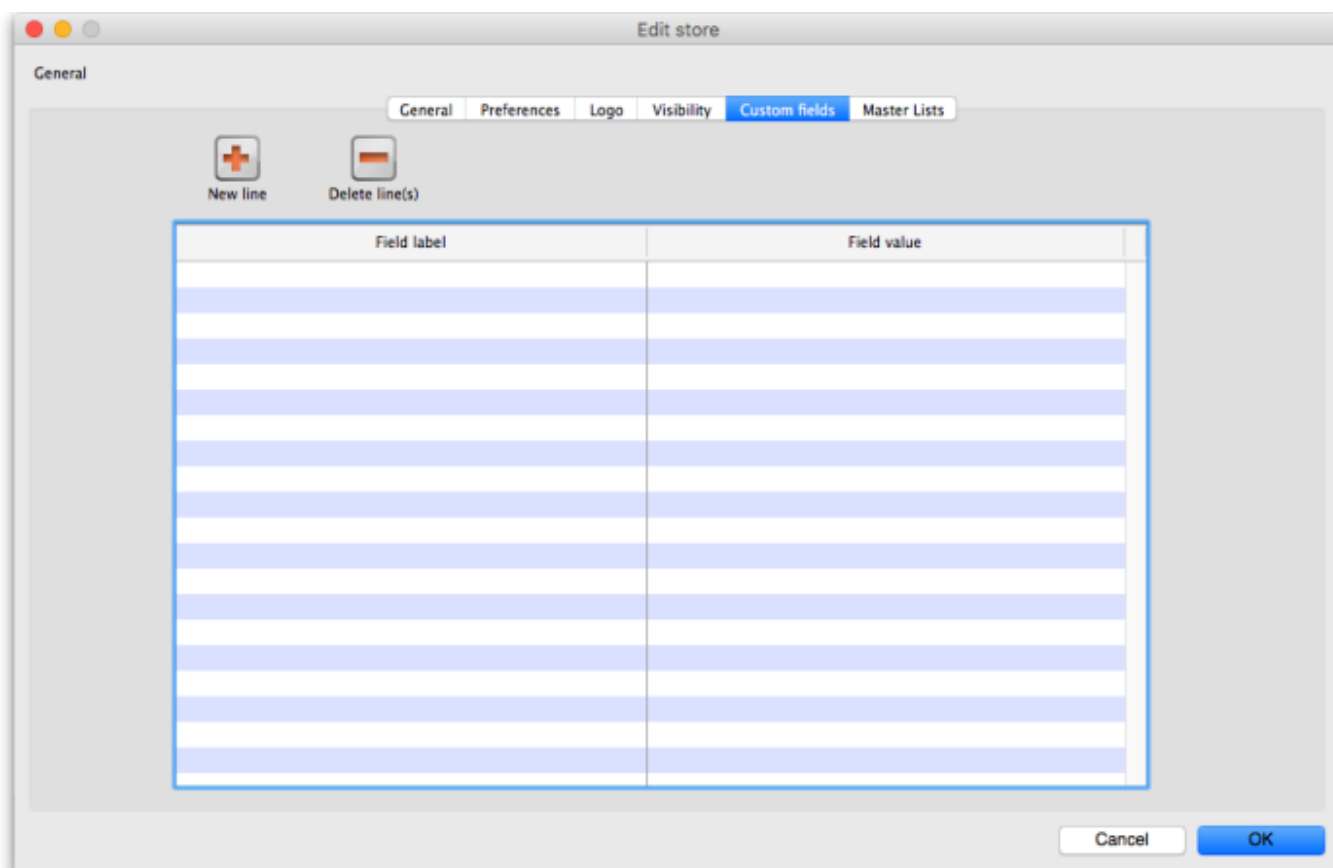 Edit store
General
General Preferences Logo Visibility Custom fields Master Lists
New line Delete line(s)
Field label Field value
Cancel OK